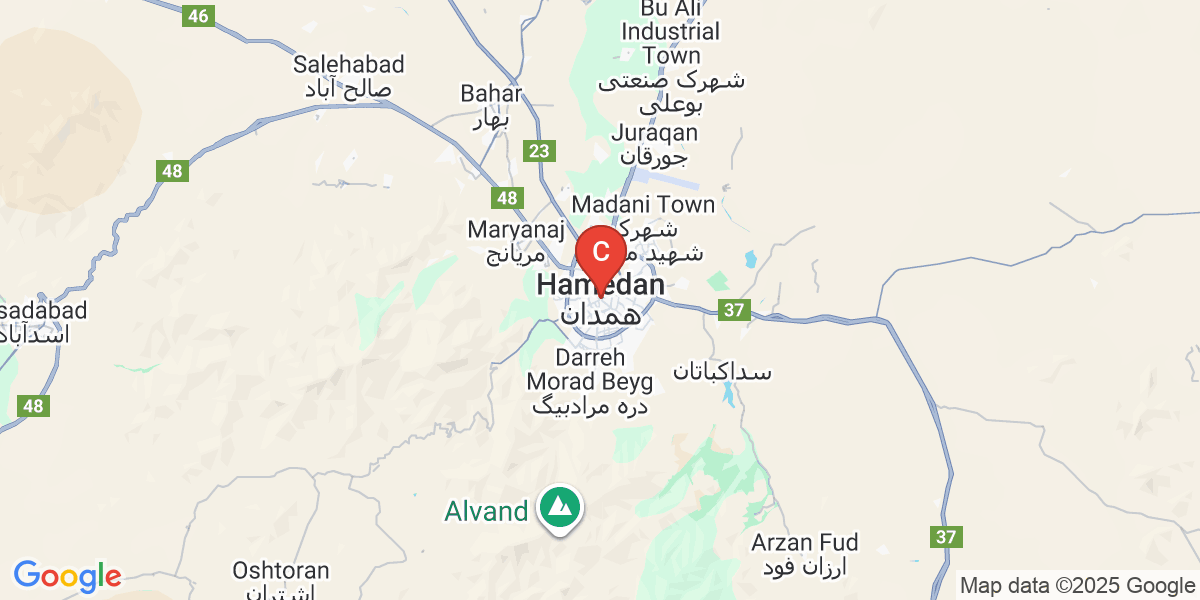 46
Bu Ali
Industrial
Town
شهرک صنعتی
بوعلی
Salehabad
صالح آباد
Bahar
بهار
Juraqan
جورقان
23
48
48
Madani Town
شهرک
شهید
Maryanaj
مریانج
C
Hamedan
همدان
37
sadabad
اسدآباد
Darreh
Morad Beyg
دره مرادبیگ
سداکباتان
48
Alvand
Arzan Fud
ارزان فود
37
Oshtoran
اشتران
Google
Map data ©2025 Google